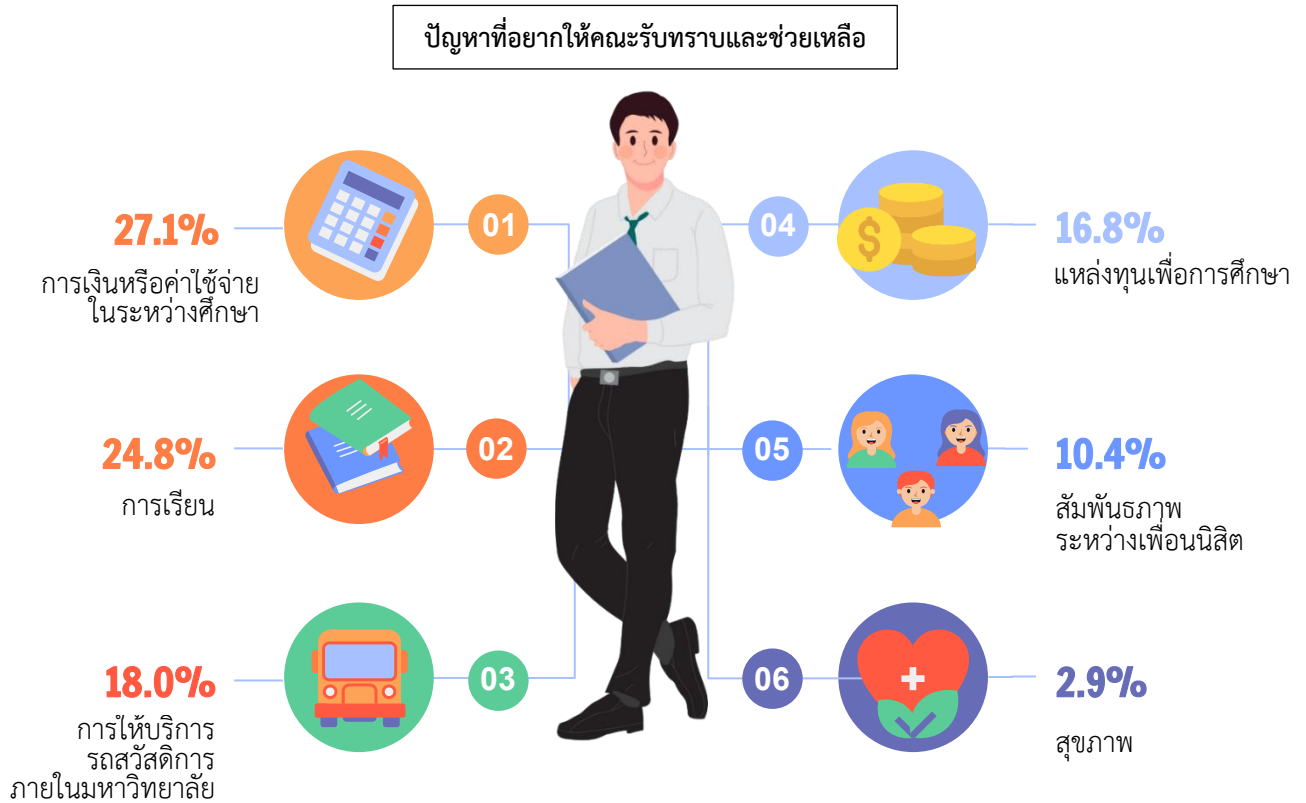 ปัญหาที่อยากให้คณะรับทราบและช่วยเหลือ
01
27.1%
การเงินหรือค่าใช้จ่าย
ในระหว่างศึกษา
02
24.8%
การเรียน
03
18.0%
การให้บริการ
รถสวัสดิการ
ภายในมหาวิทยาลัย
04
$
16.8%
แหล่งทุนเพื่อการศึกษา
05
10.4%
สัมพันธภาพ
ระหว่างเพื่อนนิสิต
06
2.9%
สุขภาพ